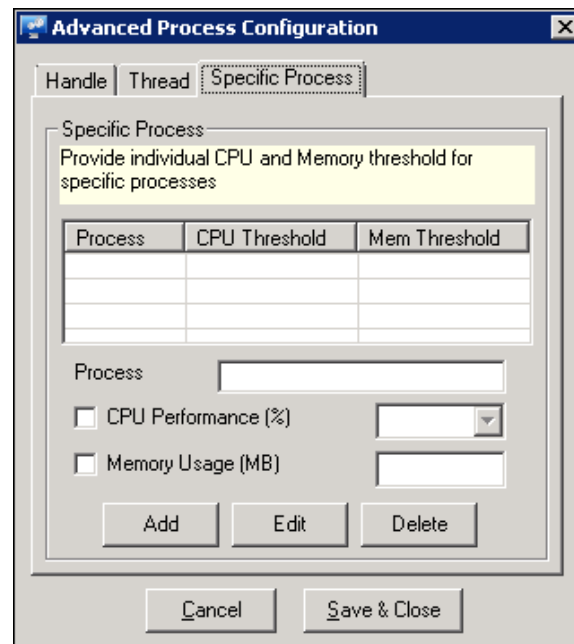 Advanced Process Configuration
Handle Thread Specific Process
Specific Process
Provide individual CPU and Memory threshold for
specific processes
Process CPU Threshold Mem Threshold
Process
CPU Performance (%)
Memory Usage (MB)
Add Edit Delete
Cancel Save & Close